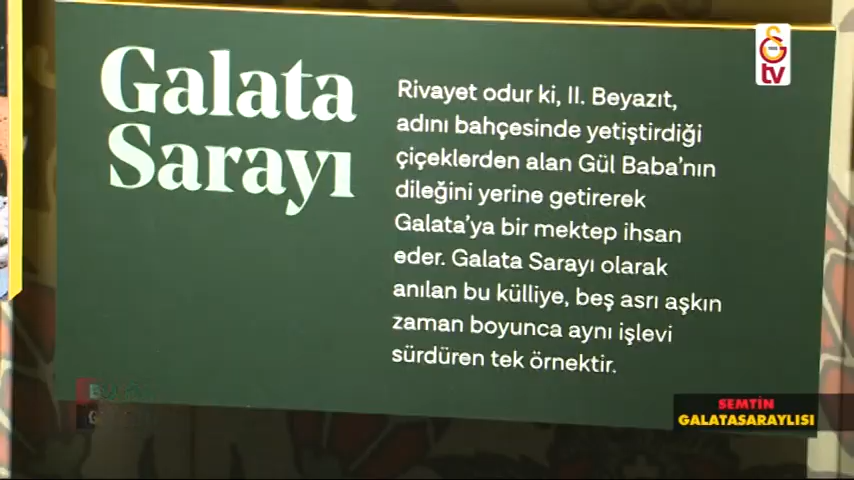 Galata
Sarayı
Rivayet odur ki, II. Beyazıt,
adını bahçesinde yetiştirdiği
çiçeklerden alan Gül Baba'nın
dileğini yerine getirerek
Galata'ya bir mektep ihsan
eder. Galata Sarayı olarak
anılan bu külliye, beş asrı aşkın
zaman boyunca aynı işlevi
sürdüren tek örnektir.
tv
SEMTİN
GALATASARAYLISI